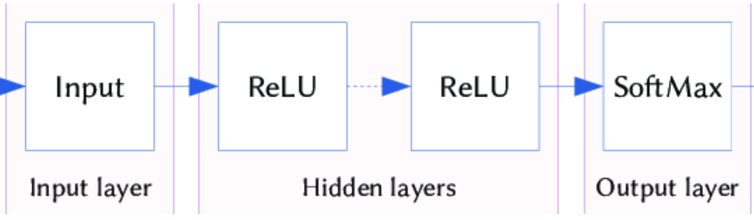 Input
ReLU
ReLU
SoftMax
Input layer
Hidden layers
Output layer